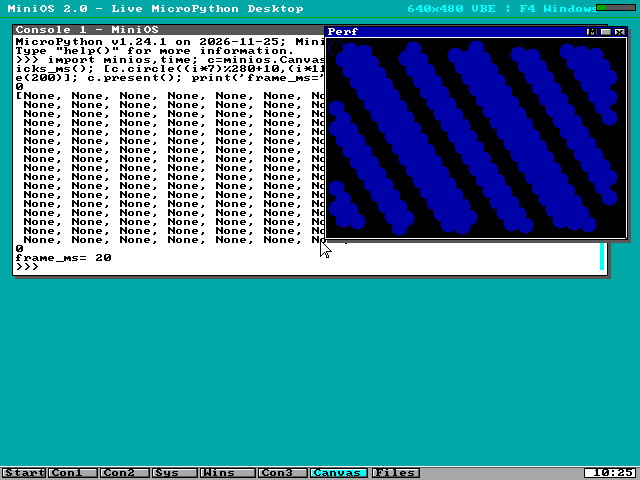 MiniOS 2.0 - Live MicroPython Desktop
640x480 VBE ¦ F4 Windows
Console 1 - MiniOS
MicroPython v1.24.1 on 2026-11-25; Mini
Type "help()" for more information.
>>> import minios,time; c=minios.Canvas
icks_ms(); [c.circle((i*7)%280+10,(i*11
e(200)]; c.present(); print('frame_ms='
0
[None, None, None, None, None, None, No
None, None, None, None, None, None, No
None, None, None, None, None, None, No
None, None, None, None, None, None, No
None, None, None, None, None, None, No
None, None, None, None, None, None, No
None, None, None, None, None, None, No
None, None, None, None, None, None, No
None, None, None, None, None, None, No
None, None, None, None, None, None, No
None, None, None, None, None, None, No
None, None, None, None, None, None, No
None, None, None, None, None, None, No
None, None, None, None, None, None, No
None, None, None, None, None, None, No
None, None, None, None, None, None,
None, None, None, None, None, None,
0
frame_ms= 20
>>>
Perf
Start Con1 Con2 Sys Wins Con3 Canvas Files 10:25